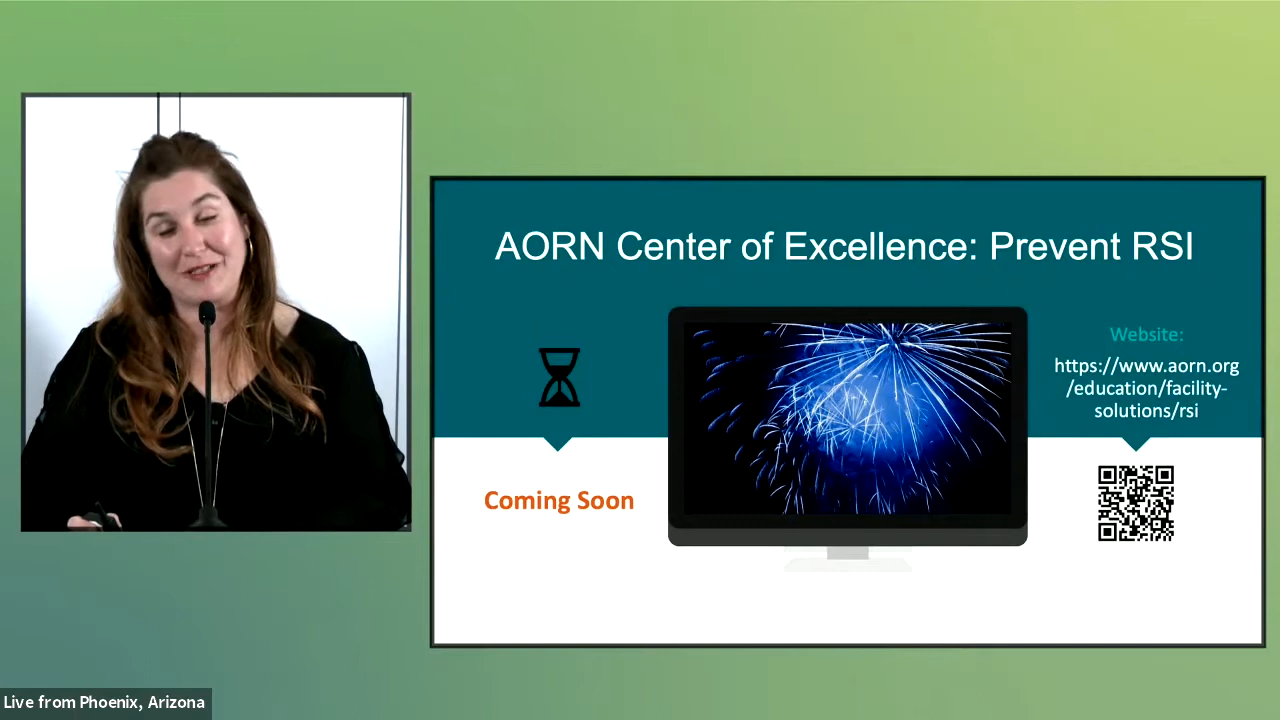 AORN Center of Excellence: Prevent RSI
Website:
https://www.aorn.org
/education/facility-
solutions/rsi
Coming Soon
Live from Phoenix, Arizona